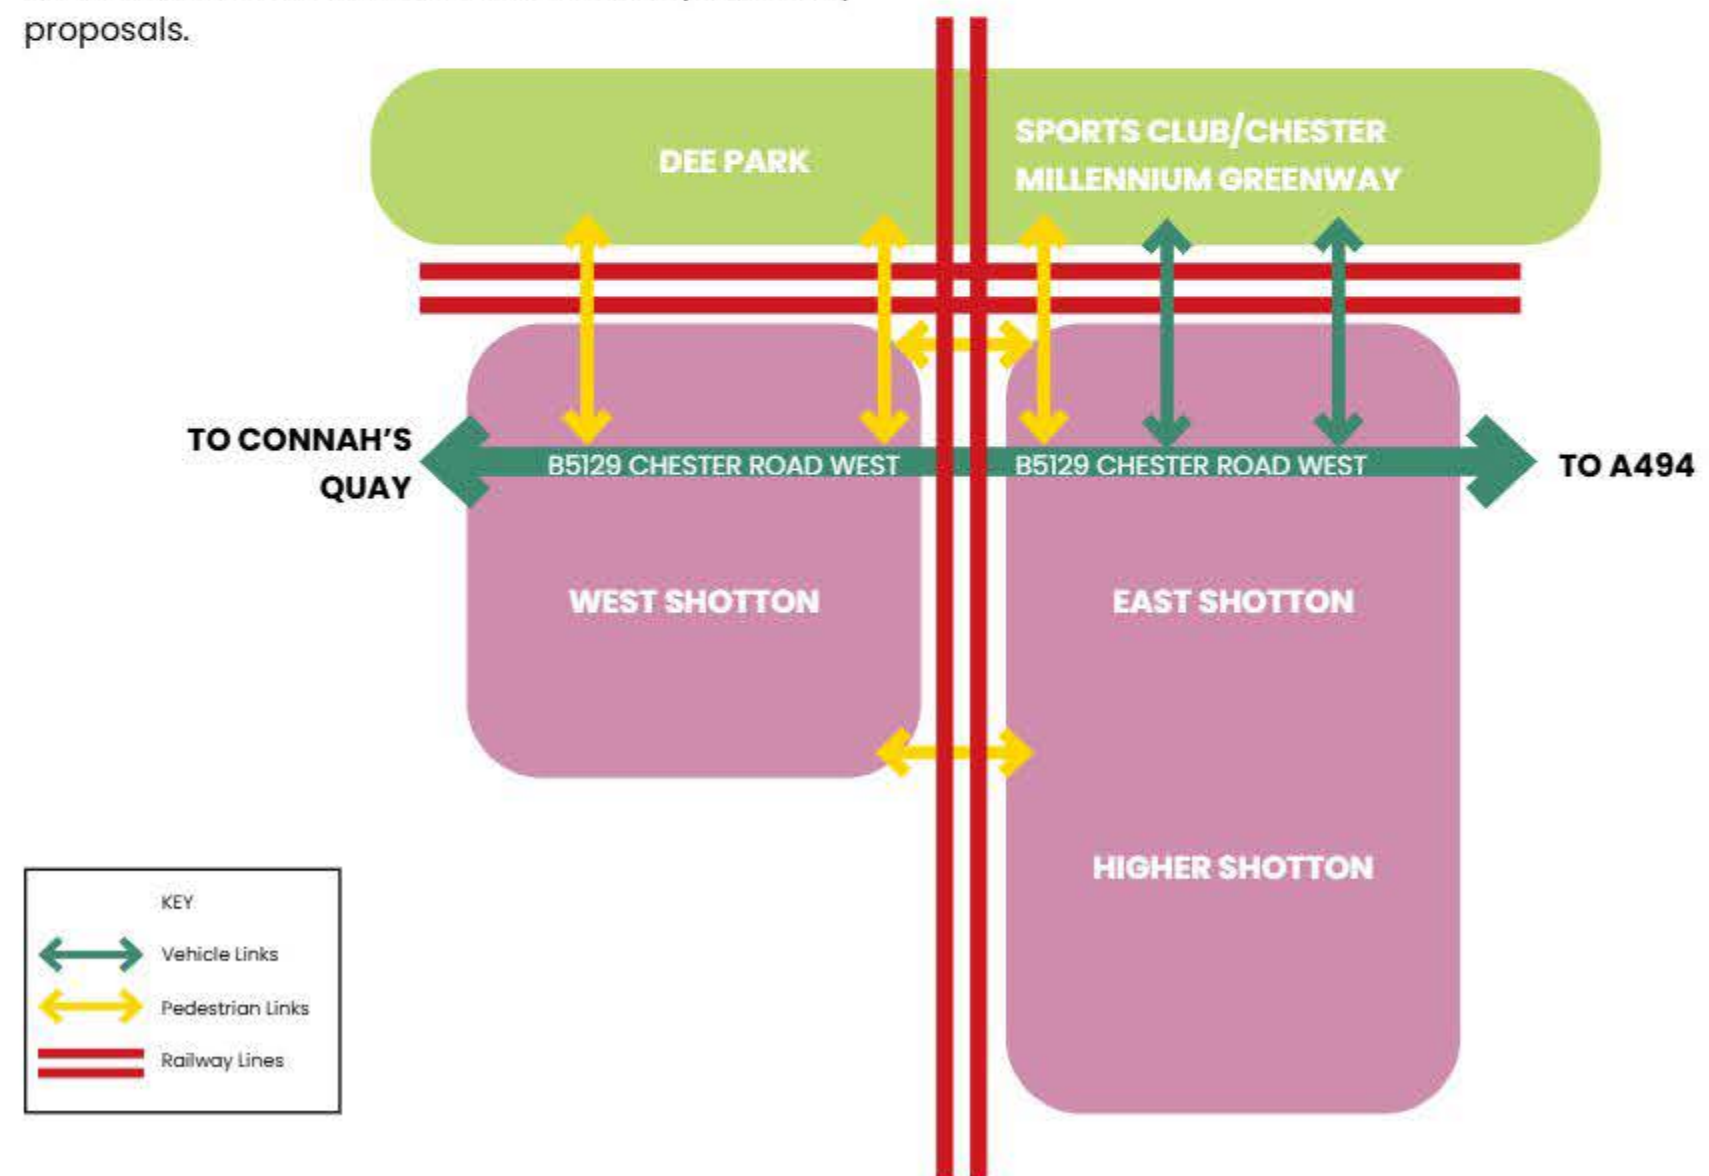 proposals.
DEE PARK
SPORTS CLUB/CHESTER
MILLENNIUM GREENWAY
TO CONNAH'S
QUAY
B5129 CHESTER ROAD WEST
B5129 CHESTER ROAD WEST
TO A494
WEST SHOTTON
EAST SHOTTON
HIGHER SHOTTON
KEY
Vehicle Links
Pedestrian Links
Railway Lines